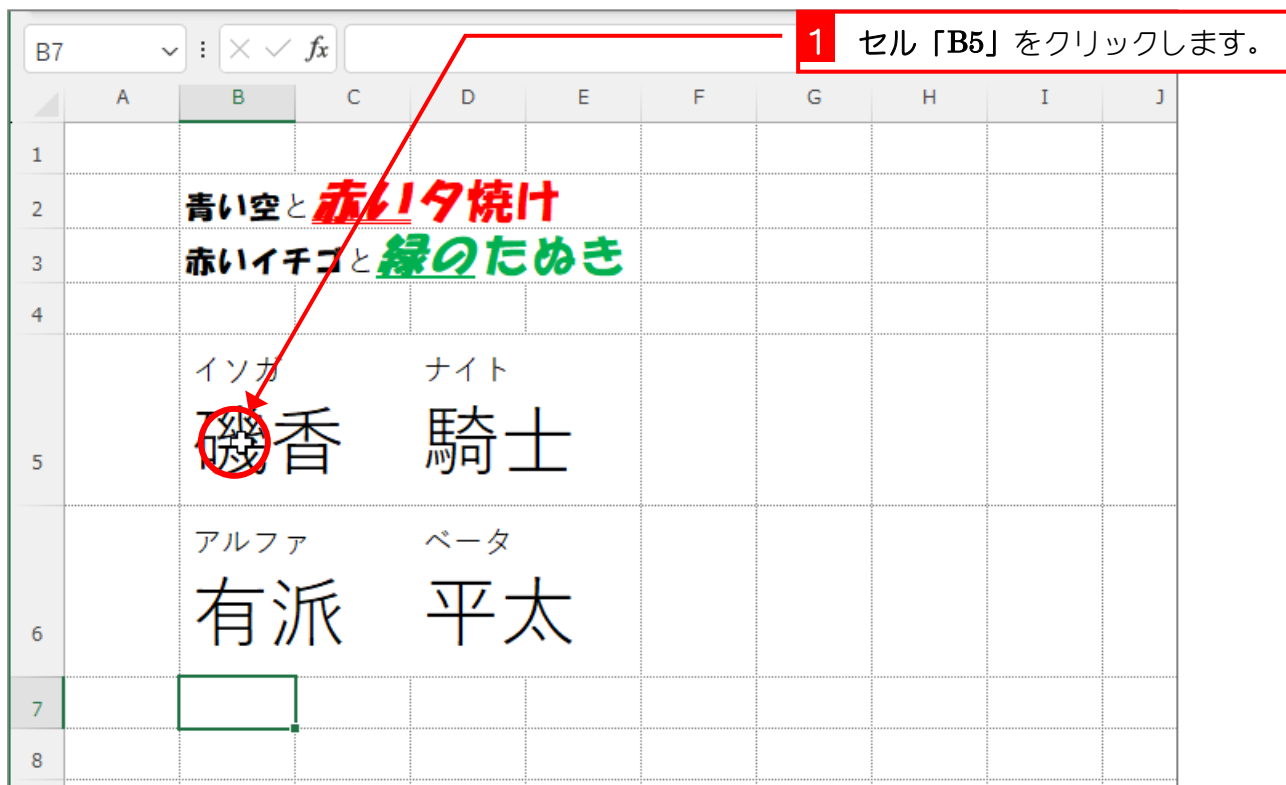 B7 fx
1 セル「B5」をクリックします。
A B C D E F G H I J
1
2 青い空と赤い夕焼け
3 赤いイチゴと緑のたぬき
4
イソガ ナイト
5 磯香 騎士
アルファ ベータ
6 有派 平太
7
8